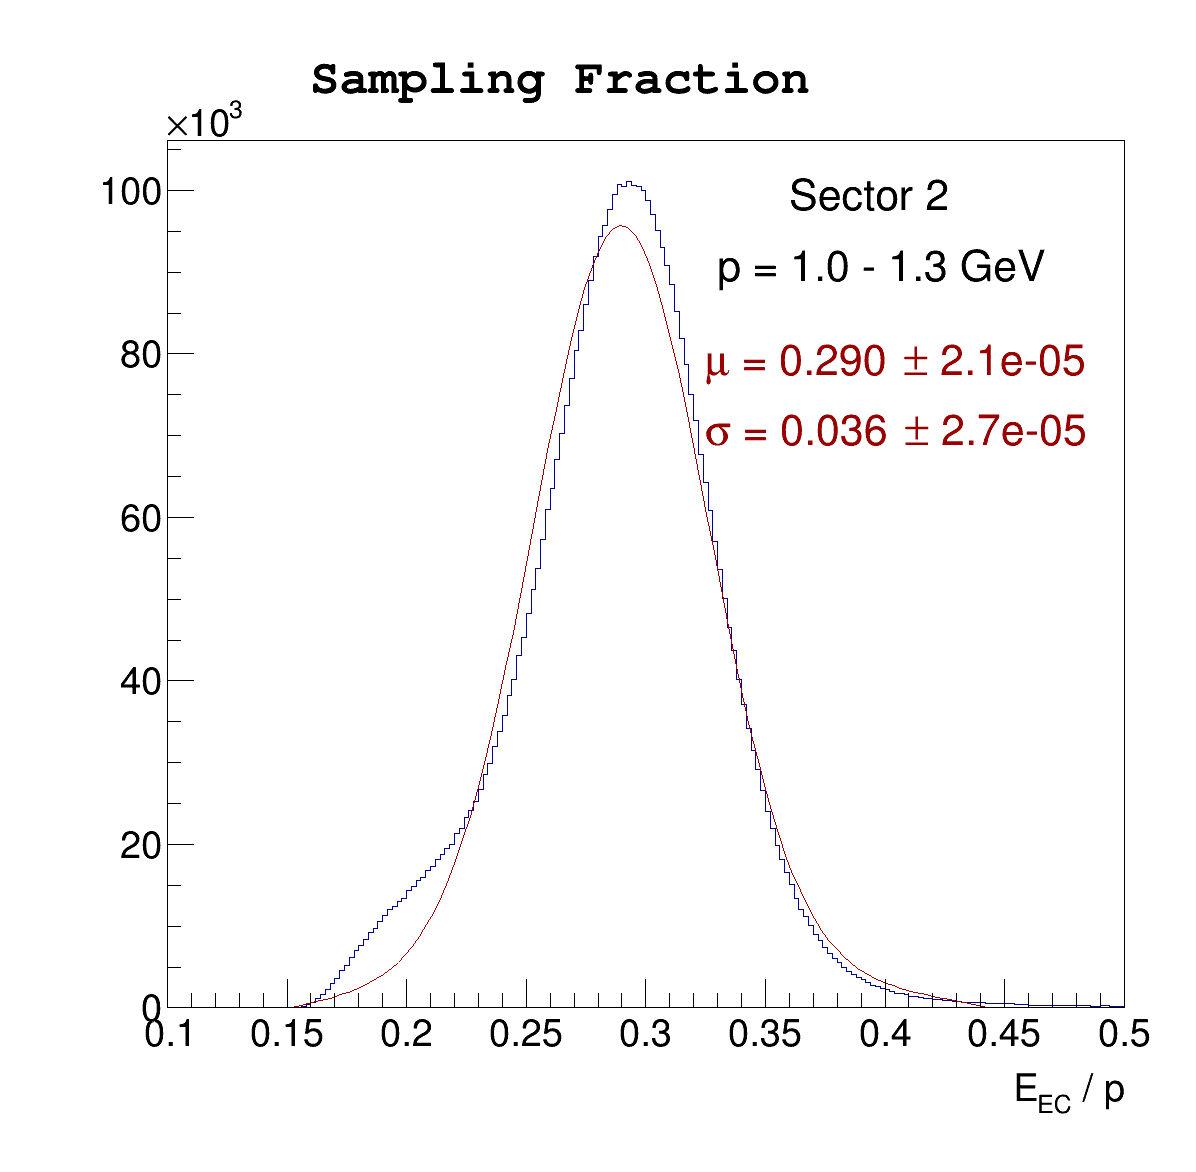 Sampling Fraction
×10³
100
80
60
40
20
0
Sector 2
p = 1.0 - 1.3 GeV
μ = 0.290 ± 2.1e-05
σ = 0.036 ± 2.7e-05
0.1 0.15 0.2 0.25 0.3 0.35 0.4 0.45 0.5
E_EC / p